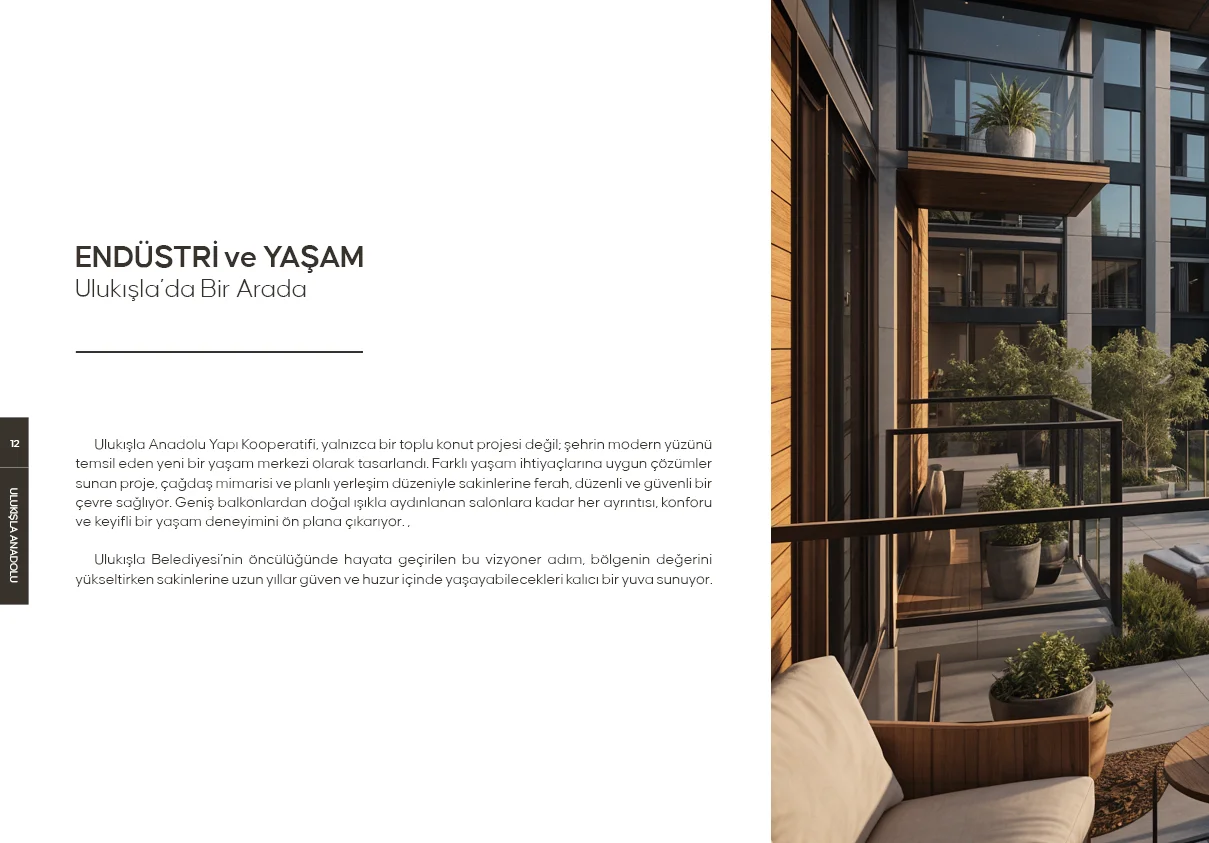 ENDÜSTRİ ve YAŞAM
Ulukışla'da Bir Arada
Ulukışla Anadolu Yapı Kooperatifi, yalnızca bir toplu konut projesi değil; şehrin modern yüzünü
temsil eden yeni bir yaşam merkezi olarak tasarlandı. Farklı yaşam ihtiyaçlarına uygun çözümler
sunan proje, çağdaş mimarisi ve planlı yerleşim düzeniyle sakinlerine ferah, düzenli ve güvenli bir
çevre sağlıyor. Geniş balkonlardan doğal ışıkla aydınlanan salonlara kadar her ayrıntısı, konforu
ve keyifli bir yaşam deneyimini ön plana çıkarıyor. ,
Ulukışla Belediyesi'nin öncülüğünde hayata geçirilen bu vizyoner adım, bölgenin değerini
yükseltirken sakinlerine uzun yıllar güven ve huzur içinde yaşayabilecekleri kalıcı bir yuva sunuyor.
12
ULUKIŞLA ANADOLU